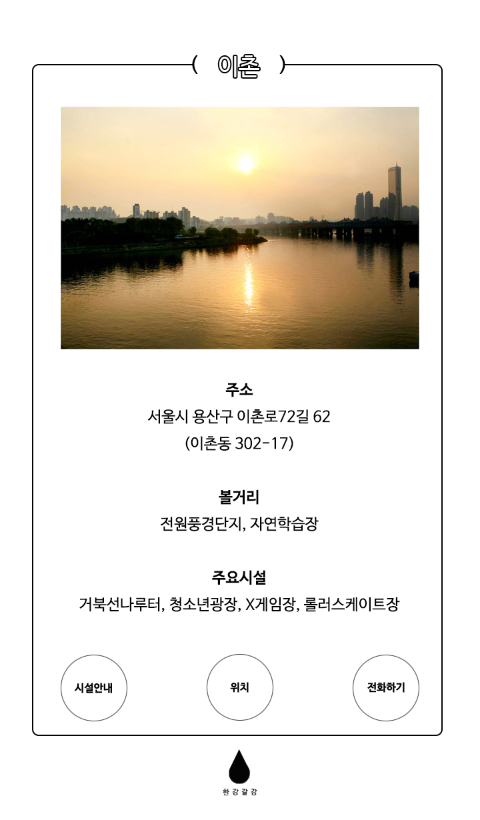 ( 이촌 )
주소
서울시 용산구 이촌로72길 62
(이촌동 302-17)
볼거리
전원풍경단지, 자연학습장
주요시설
거북선나루터, 청소년광장, X게임장, 롤러스케이트장
시설안내 위치 전화하기
한강갈강